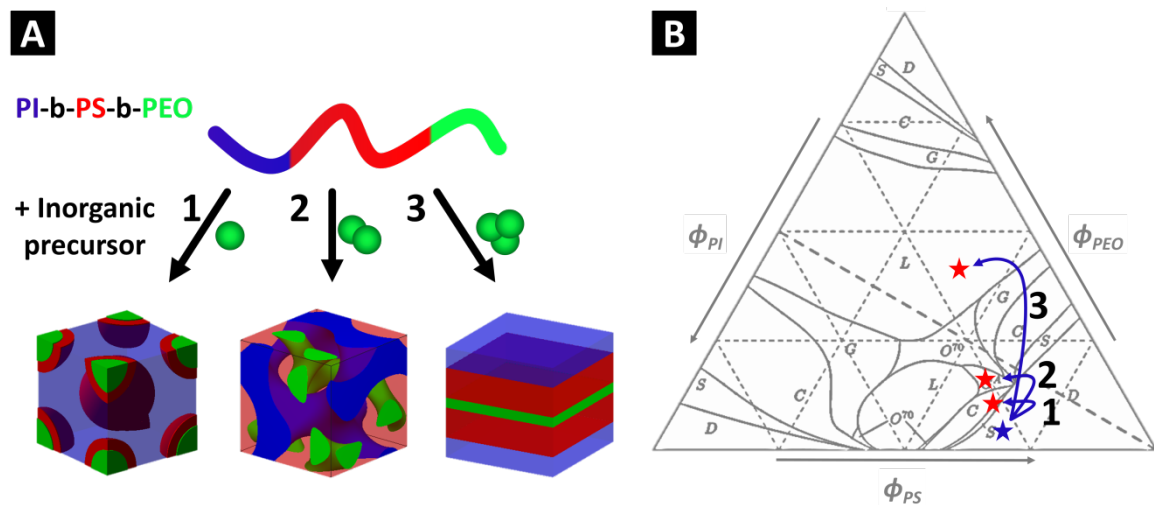 A
PI-b-PS-b-PEO
+ Inorganic
precursor
1
2
3
B
S
D
C
G
ϕPI
ϕPEO
L
G
3
C
O70
S
G
2
L
A
S
C
C
1
D
D
O70
S
ϕPS